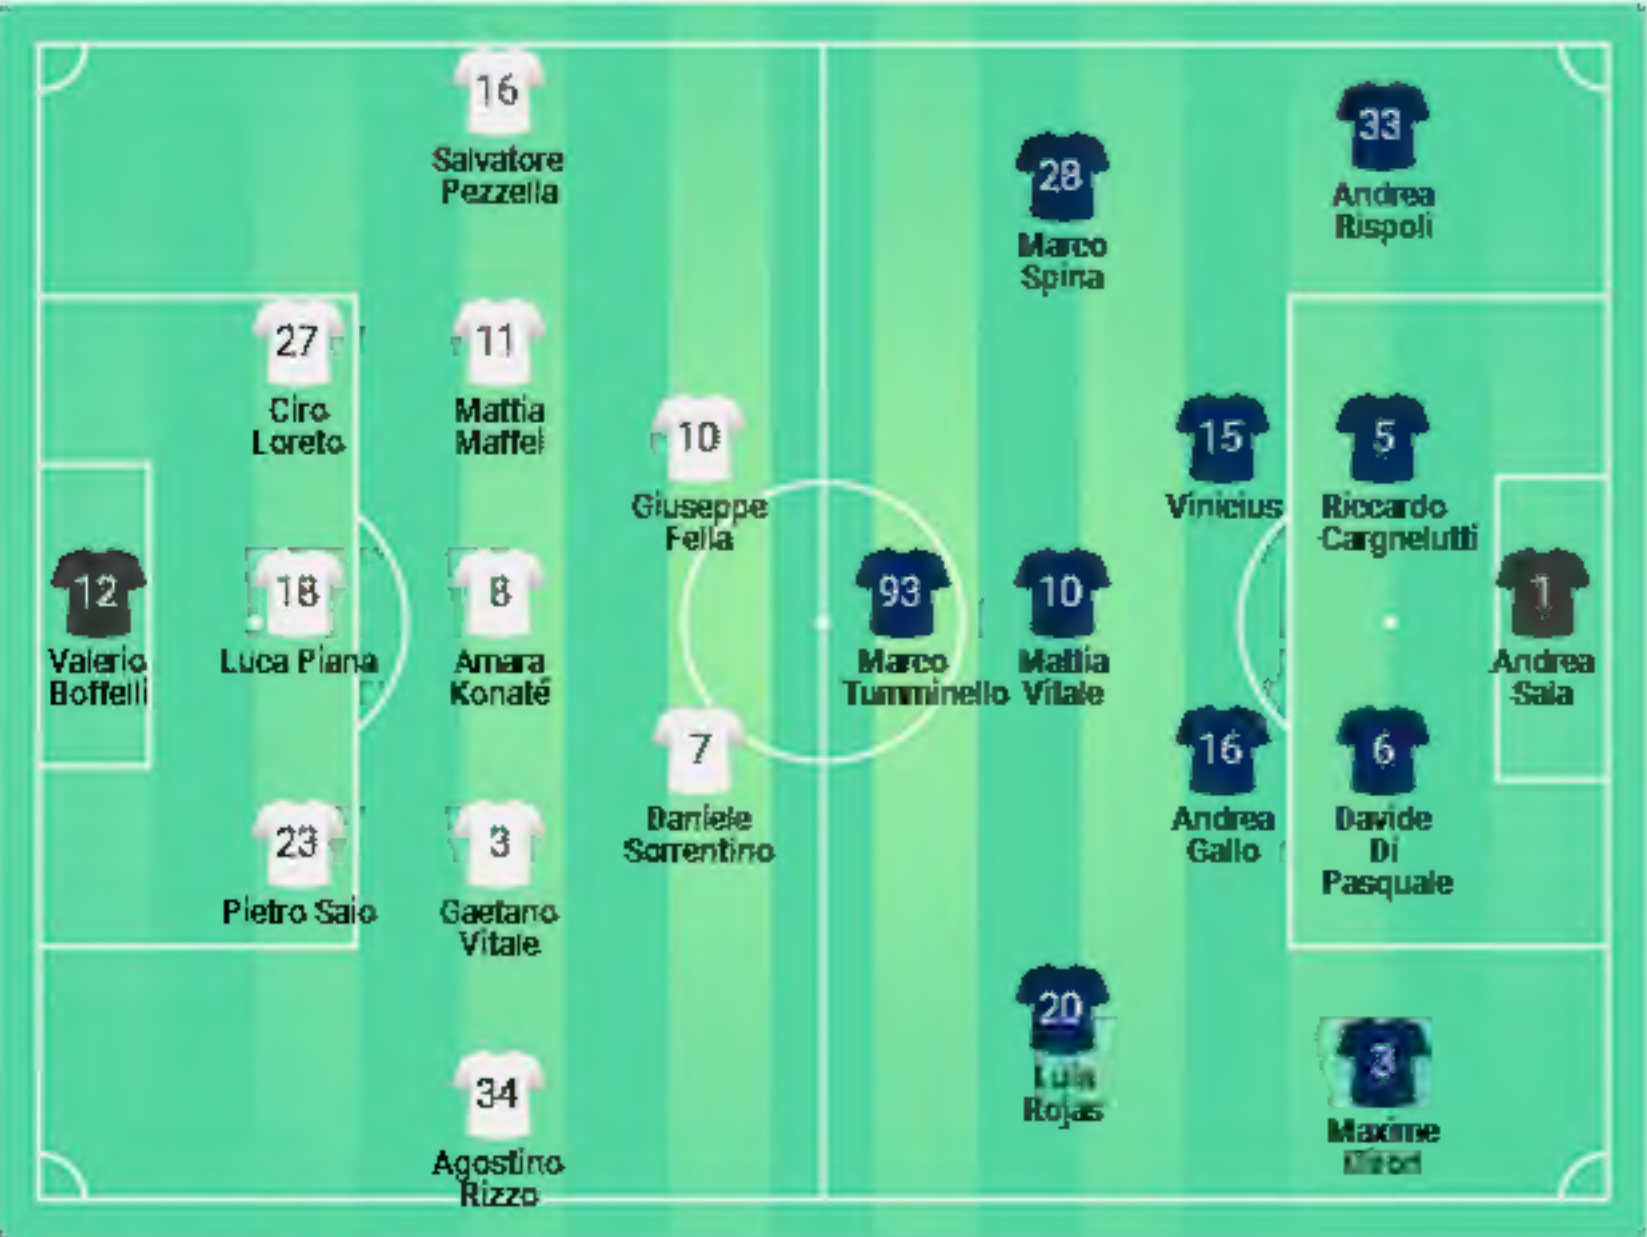 16
Salvatore
Pezzella
27
Ciro
Loreto
11
Mattia
Maffei
10
Giuseppe
Fella
12
Valerio
Boffelli
18
Luca Piana
8
Amara
Konaté
7
Daniele
Sorrentino
23
Pietro Saio
3
Gaetano
Vitale
34
Agostino
Rizzo
28
Marco
Spina
33
Andrea
Rispoli
15
Vinicius
5
Riccardo
Cargnelutti
93
Marco
Tumminello
10
Mattia
Vitale
1
Andrea
Sala
16
Andrea
Gallo
6
Davide
Di
Pasquale
20
Luis
Rojas
3
Maxime